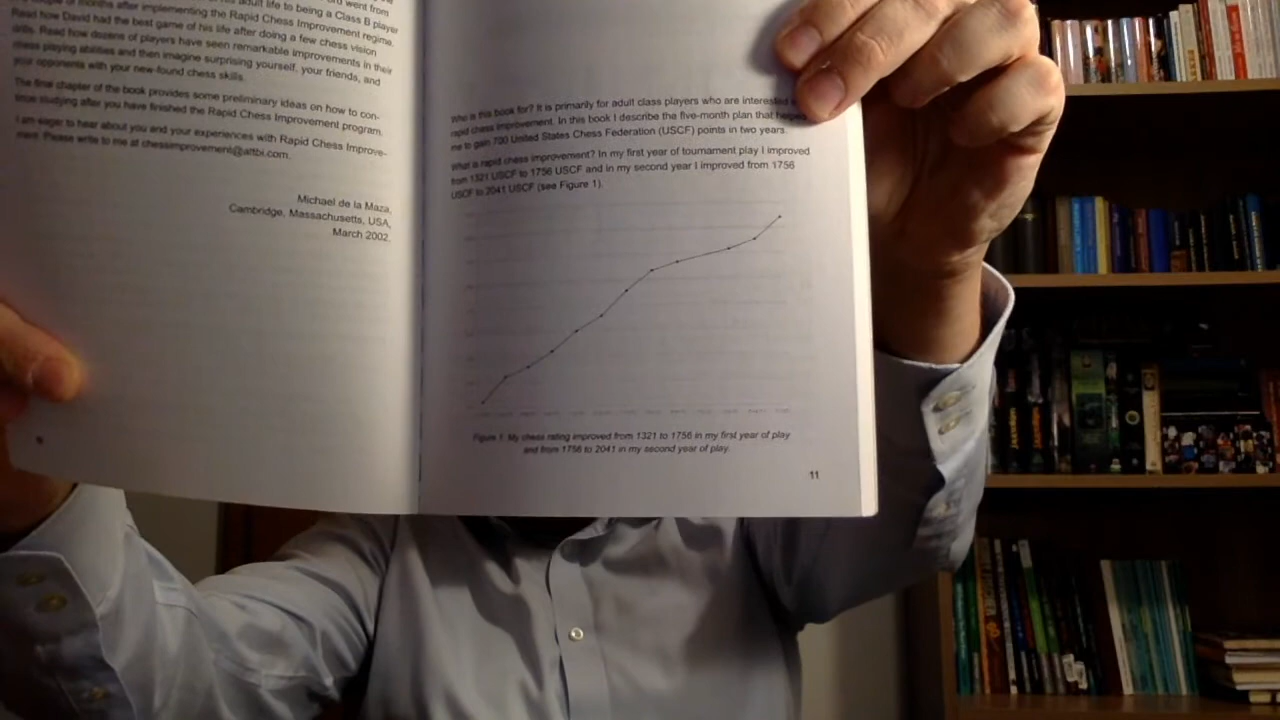 went from
adult life to being a Class B player
months after implementing the Rapid Chess Improvement regime.
Read how David had the best game of his life after doing a few chess vision
drills. Read how dozens of players have seen remarkable improvements in their
chess playing abilities and then imagine surprising yourself, your friends, and
your opponents with your new-found chess skills.
The final chapter of the book provides some preliminary ideas on how to con-
tinue studying after you have finished the Rapid Chess Improvement program.
I am eager to hear about you and your experiences with Rapid Chess Improve-
ment. Please write to me at chessimprovement@attbi.com.
Michael de la Maza,
Cambridge, Massachusetts, USA,
March 2002.
Who is this book for? It is primarily for adult class players who are interested
rapid chess improvement. In this book I describe the five-month plan that helped
me to gain 700 United States Chess Federation (USCF) points in two years.
What is rapid chess improvement? In my first year of tournament play I improved
from 1321 USCF to 1756 USCF and in my second year I improved from 1756
USCF to 2041 USCF (see Figure 1).
Figure 1: My chess rating improved from 1321 to 1756 in my first year of play
and from 1756 to 2041 in my second year of play.
11